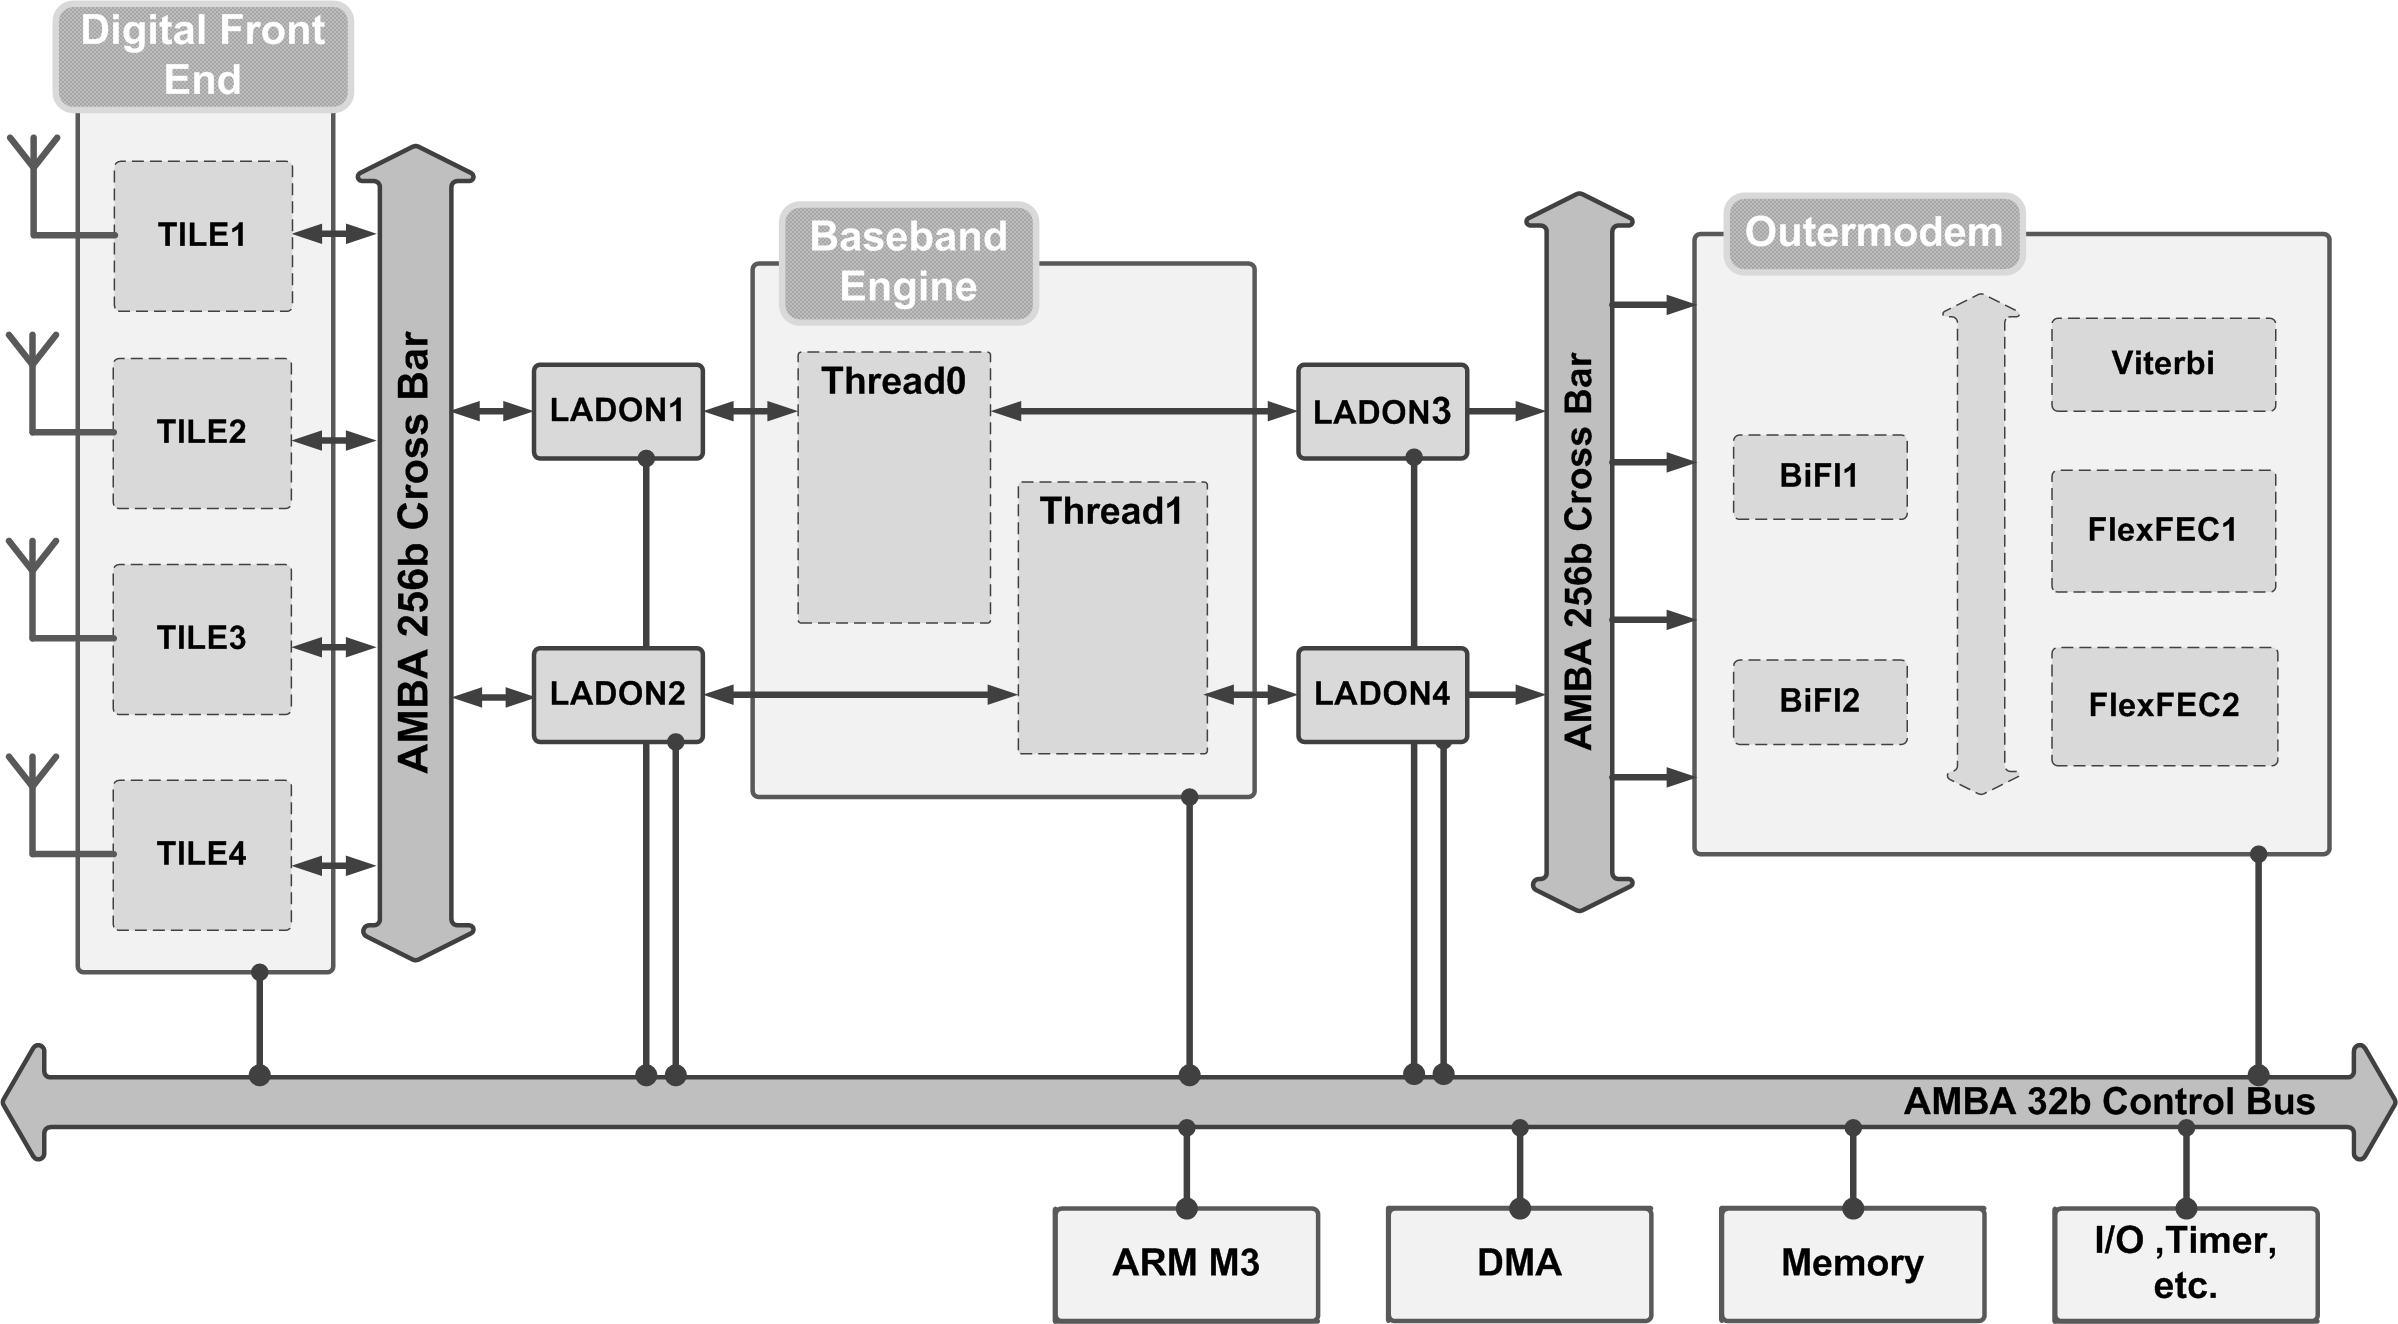 Digital Front
End
TILE1
TILE2
TILE3
TILE4
AMBA 256b Cross Bar
LADON1
LADON2
Baseband
Engine
Thread0
Thread1
LADON3
LADON4
AMBA 256b Cross Bar
Outermodem
BiFI1
BiFI2
Viterbi
FlexFEC1
FlexFEC2
AMBA 32b Control Bus
ARM M3
DMA
Memory
I/O ,Timer,
etc.